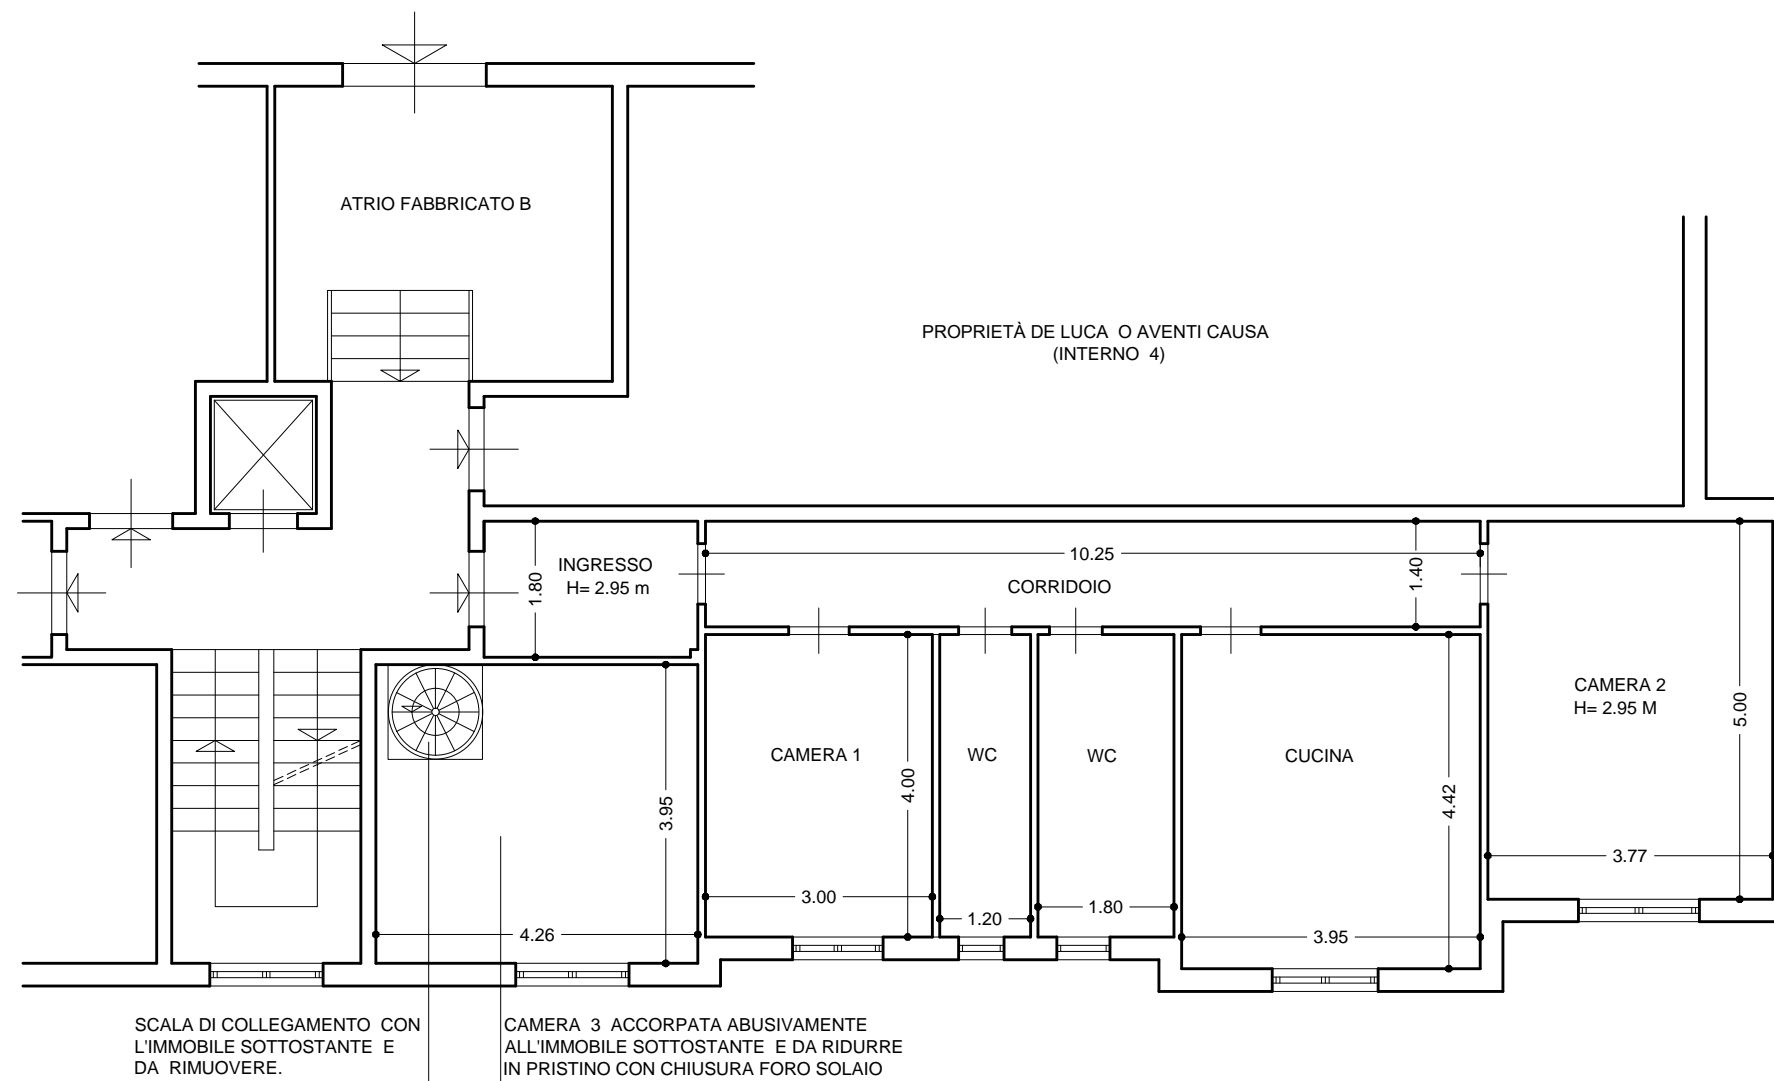 ATRIO FABBRICATO B
PROPRIETÀ DE LUCA O AVENTI CAUSA
(INTERNO 4)
INGRESSO
H= 2.95 m
1.80
10.25
1.40
CORRIDOIO
CAMERA 2
H= 2.95 M
5.00
3.77
CAMERA 1
WC
WC
CUCINA
3.95
4.00
4.42
4.26
3.00
1.20
1.80
3.95
SCALA DI COLLEGAMENTO CON
L'IMMOBILE SOTTOSTANTE E
DA RIMUOVERE.
CAMERA 3 ACCORPATA ABUSIVAMENTE
ALL'IMMOBILE SOTTOSTANTE E DA RIDURRE
IN PRISTINO CON CHIUSURA FORO SOLAIO